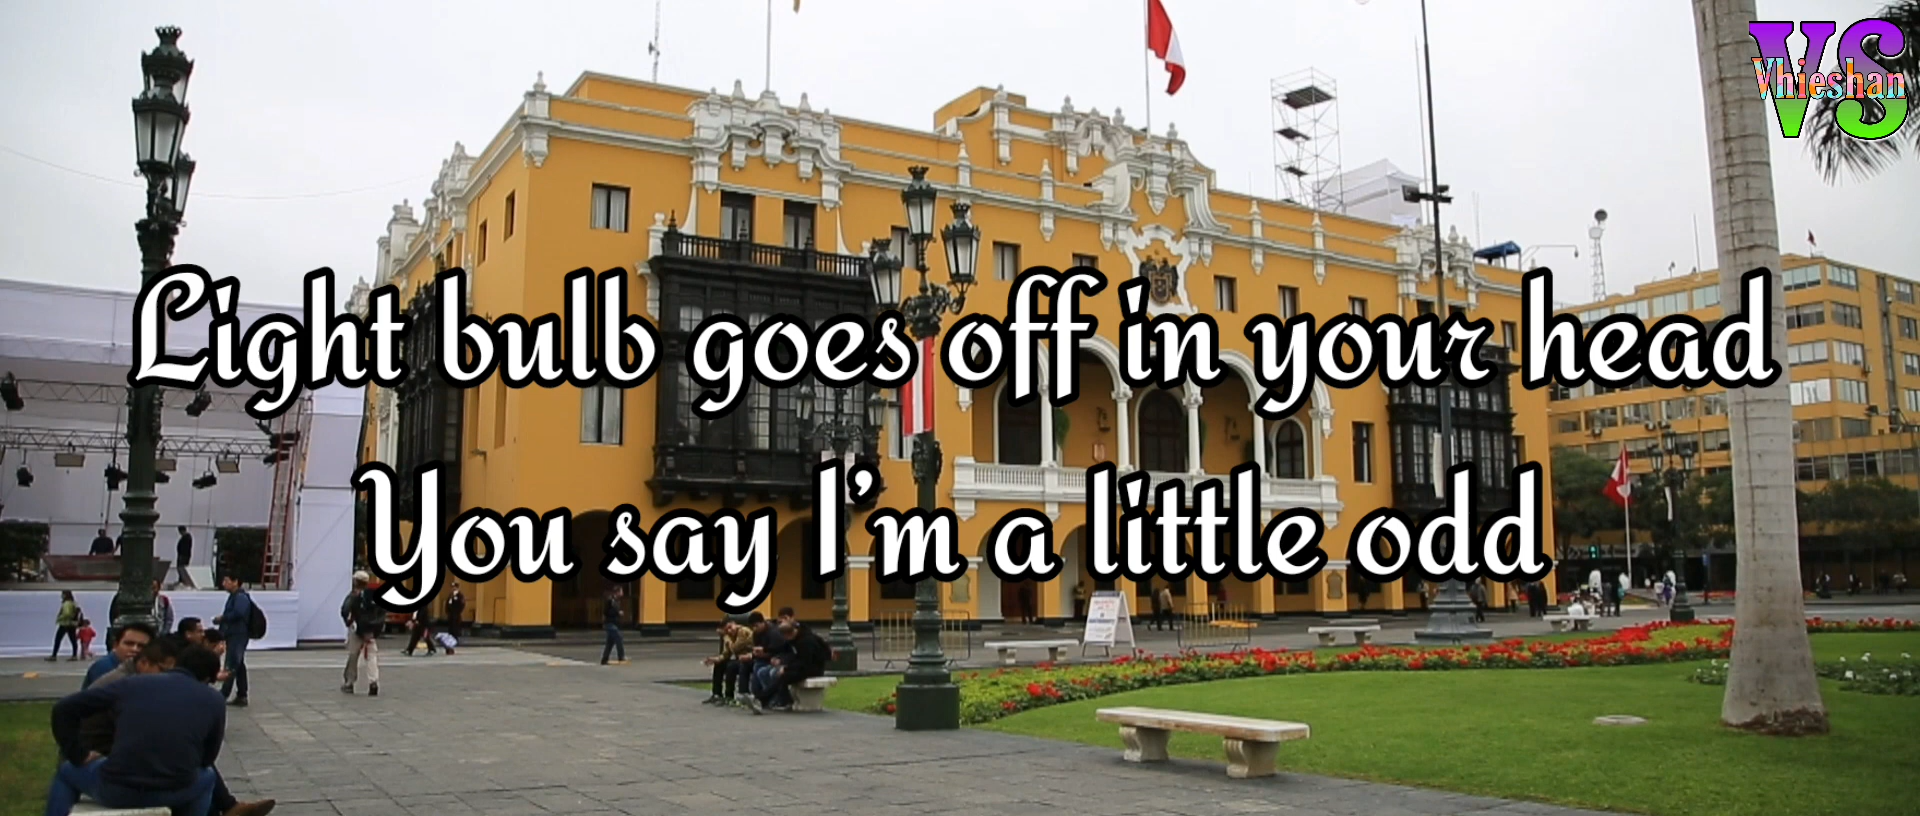 VS
Vhieshan
Light bulb goes off in your head
You say I'm a little odd